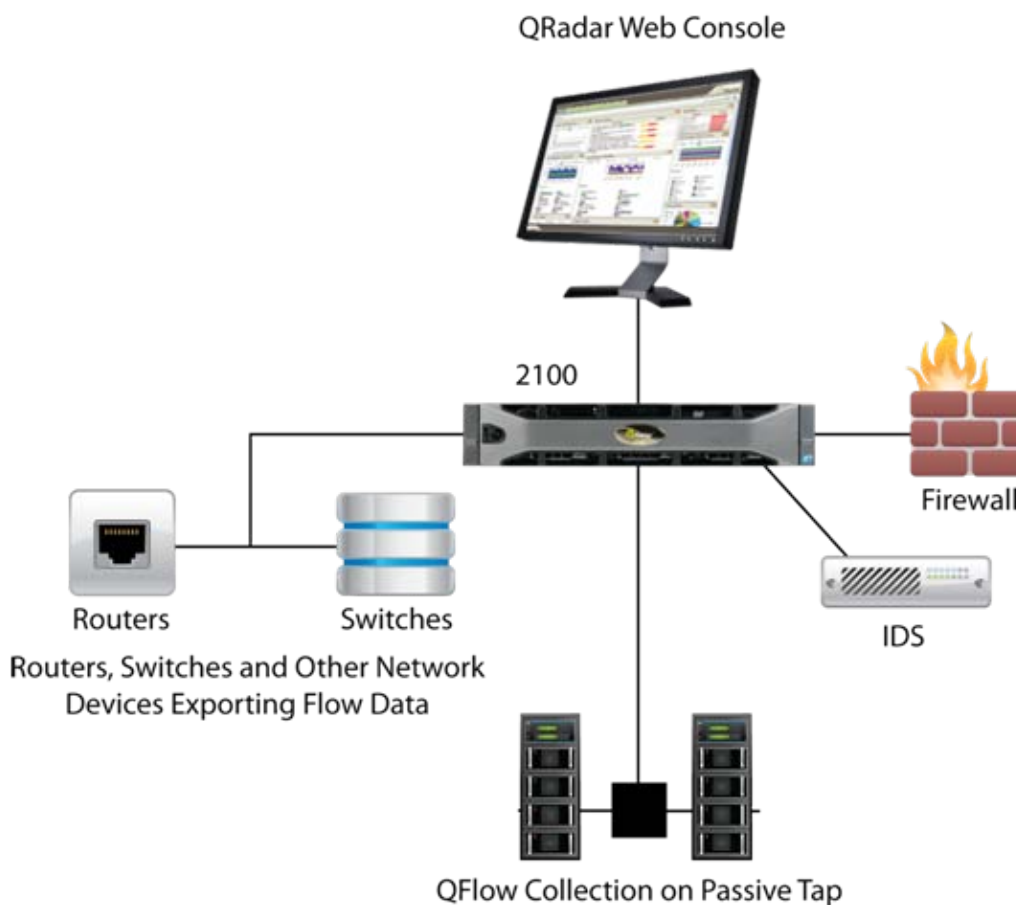 QRadar Web Console
2100
Firewall
Routers
Switches
IDS
Routers, Switches and Other Network
Devices Exporting Flow Data
QFlow Collection on Passive Tap